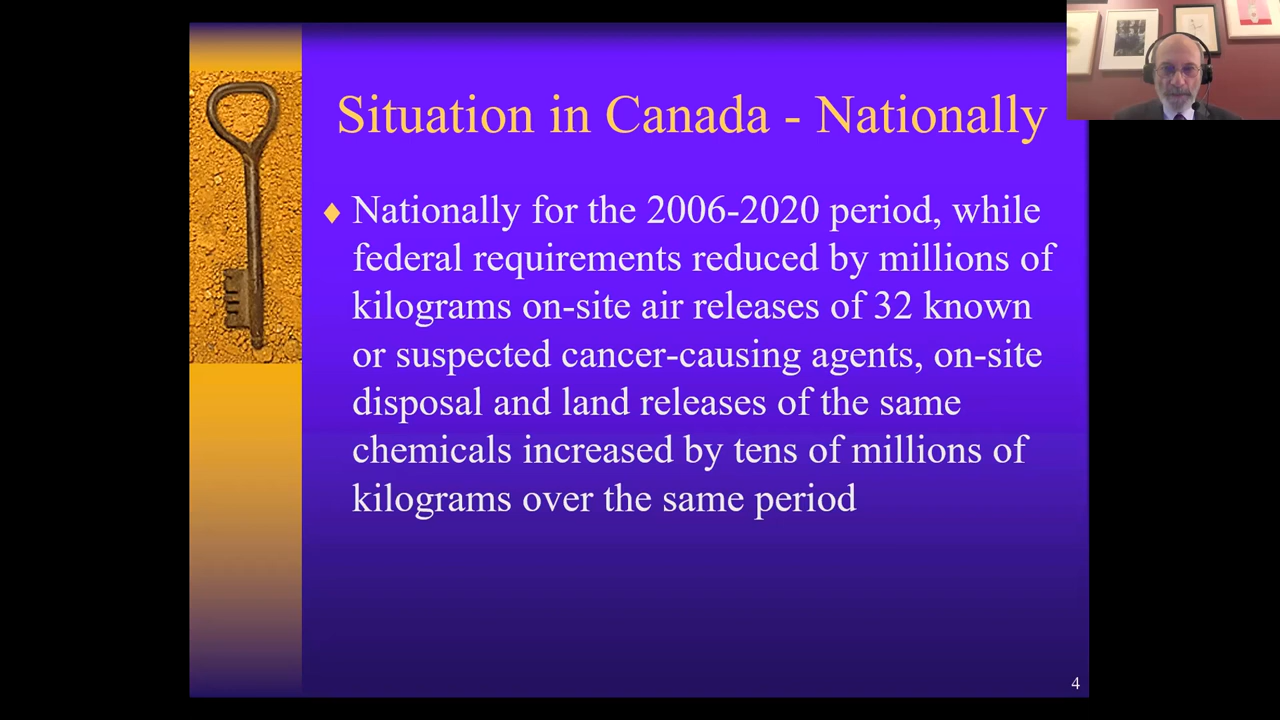 Situation in Canada - Nationally
Nationally for the 2006-2020 period, while
federal requirements reduced by millions of
kilograms on-site air releases of 32 known
or suspected cancer-causing agents, on-site
disposal and land releases of the same
chemicals increased by tens of millions of
kilograms over the same period
4